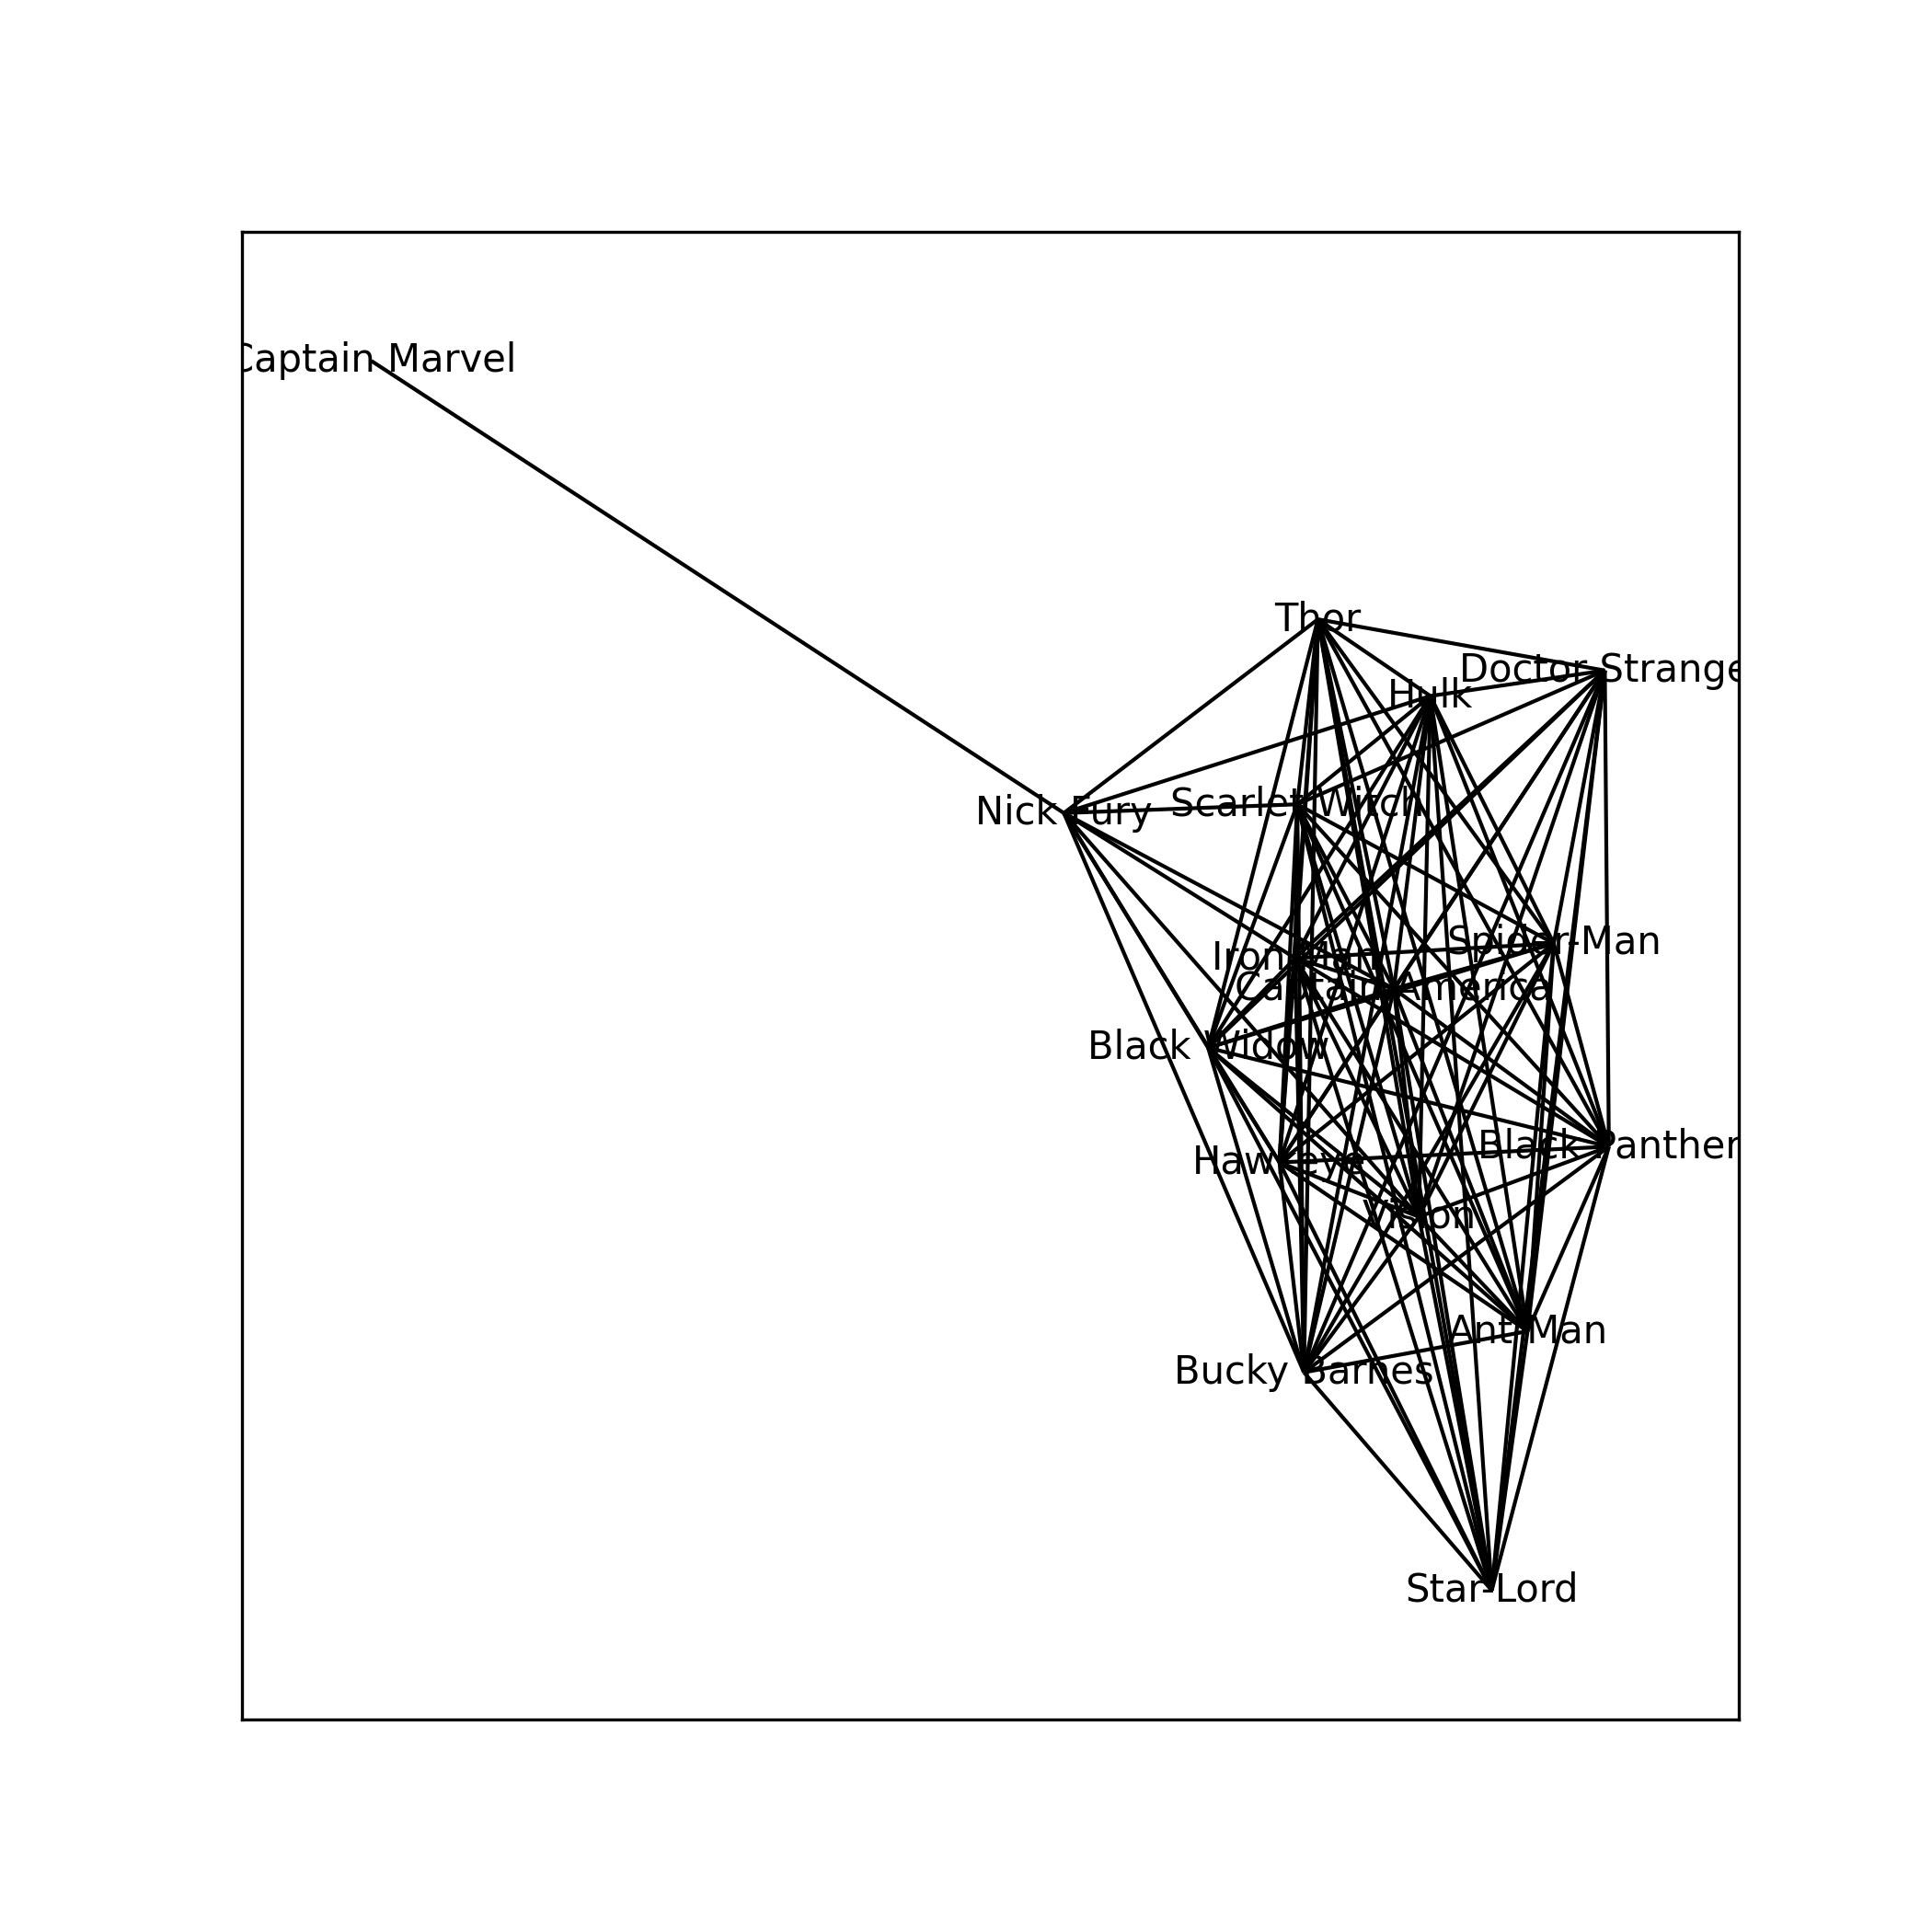 Captain Marvel
Thor
Doctor Strange
Hulk
Scarlet Witch
Nick Fury
Spider-Man
Iron Man
Captain America
Black Widow
Black Panther
Hawkeye
Vision
Ant-Man
Bucky Barnes
Star-Lord